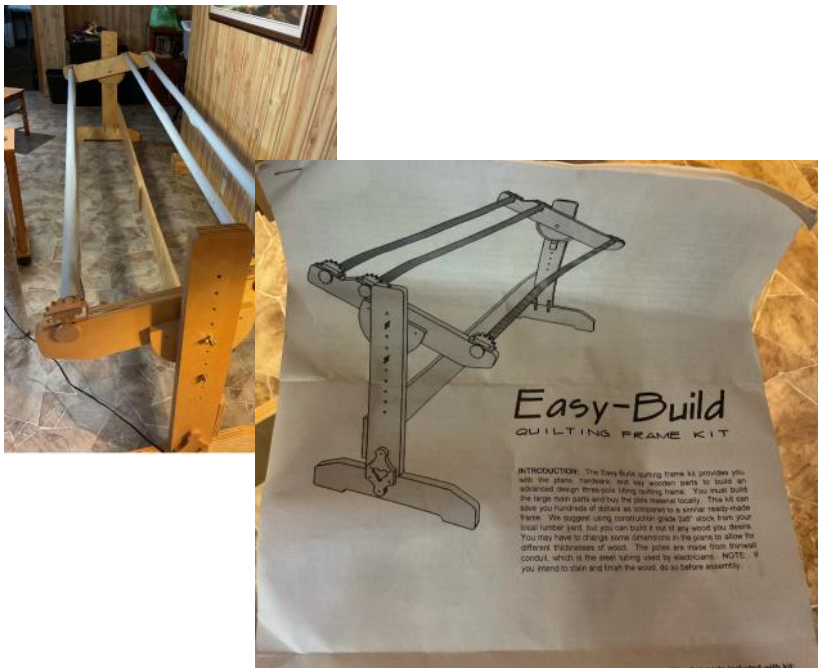 Easy-Build
QUILTING FRAME KIT
INTRODUCTION: The Easy-Build quilting frame kit provides you
with the plans, hardware, and key wooden parts to build an
advanced design three-pole tilting quilting frame. You must build
the large main parts and buy the pole material locally. This kit can
save you hundreds of dollars as compared to a similar ready-made
frame. We suggest using construction grade 2x6" stock from your
local lumber yard, but you can build it out of any wood you desire.
You may have to change some dimensions in the plans to allow for
different thicknesses of wood. The poles are made from thinwall
conduit, which is the steel tubing used by electricians. NOTE: If
you intend to stain and finish the wood, do so before assembly.
parts included with kit